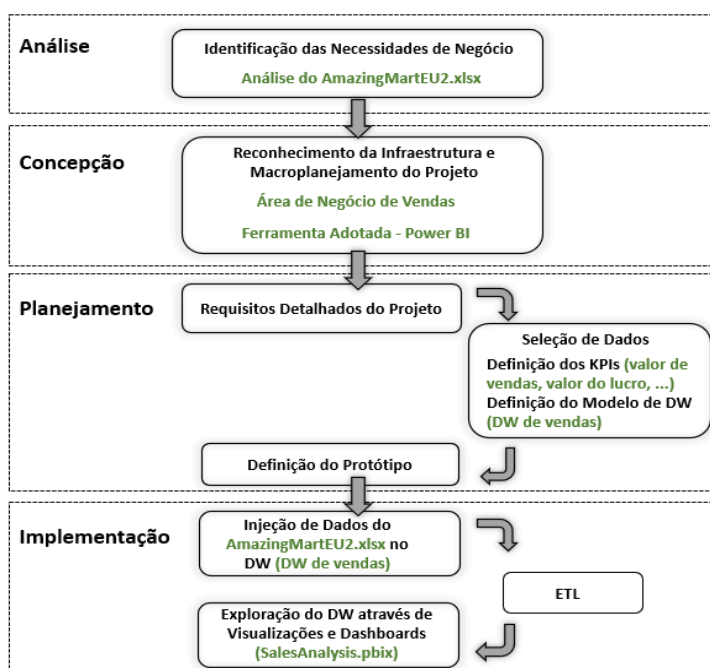 Análise
Identificação das Necessidades de Negócio
Análise do AmazingMartEU2.xlsx
Concepção
Reconhecimento da Infraestrutura e
Macroplanejamento do Projeto
Área de Negócio de Vendas
Ferramenta Adotada - Power BI
Planejamento
Requisitos Detalhados do Projeto
Seleção de Dados
Definição dos KPIs (valor de
vendas, valor do lucro, ...)
Definição do Modelo de DW
(DW de vendas)
Definição do Protótipo
Implementação
Injeção de Dados do
AmazingMartEU2.xlsx no
DW (DW de vendas)
ETL
Exploração do DW através de
Visualizações e Dashboards
(SalesAnalysis.pbix)